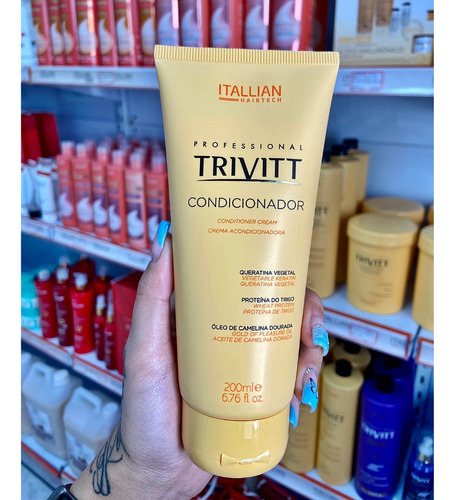 ITALLIAN
HAIRTECH
PROFESSIONAL
TRIVITT
CONDICIONADOR
CONDITIONER CREAM
CREMA ACONDICIONADORA
QUERATINA VEGETAL
VEGETABLE KERATIN
QUERATINA VEGETAL
PROTEÍNA DO TRIGO
WHEAT PROTEIN
PROTEÍNA DE TRIGO
ÓLEO DE CAMELINA DOURADA
GOLD OF PLEASURE OIL
ACEITE DE CAMELINA DORADA
200ml e
6.76 fl. oz.
TRIVITT